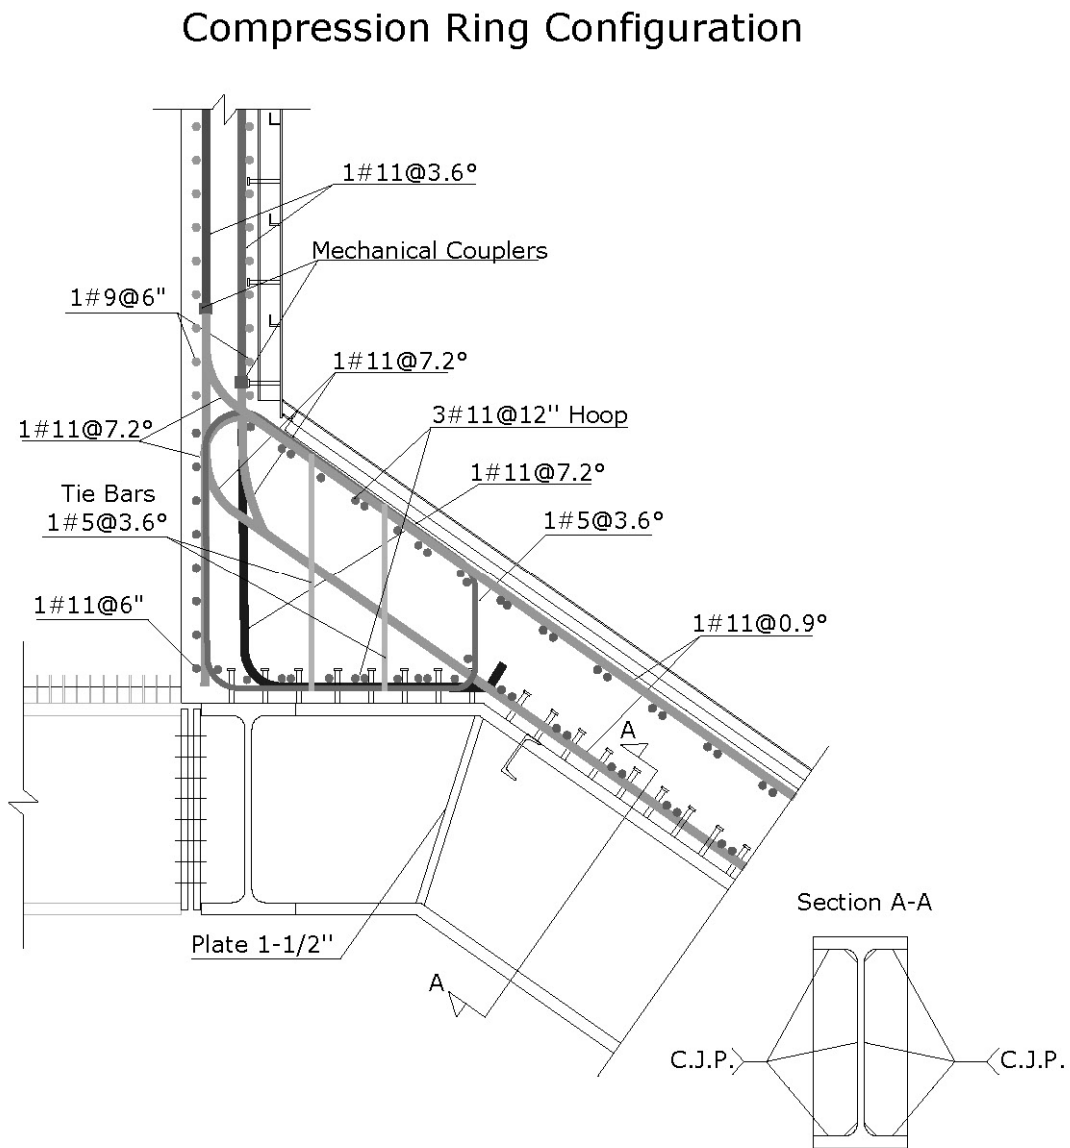 Compression Ring Configuration
1#11@3.6°
Mechanical Couplers
1#9@6"
1#11@7.2°
3#11@12" Hoop
1#11@7.2°
1#11@7.2°
Tie Bars
1#5@3.6°
1#5@3.6°
1#11@6"
1#11@0.9°
A
Section A-A
Plate 1-1/2"
A
C.J.P.
C.J.P.